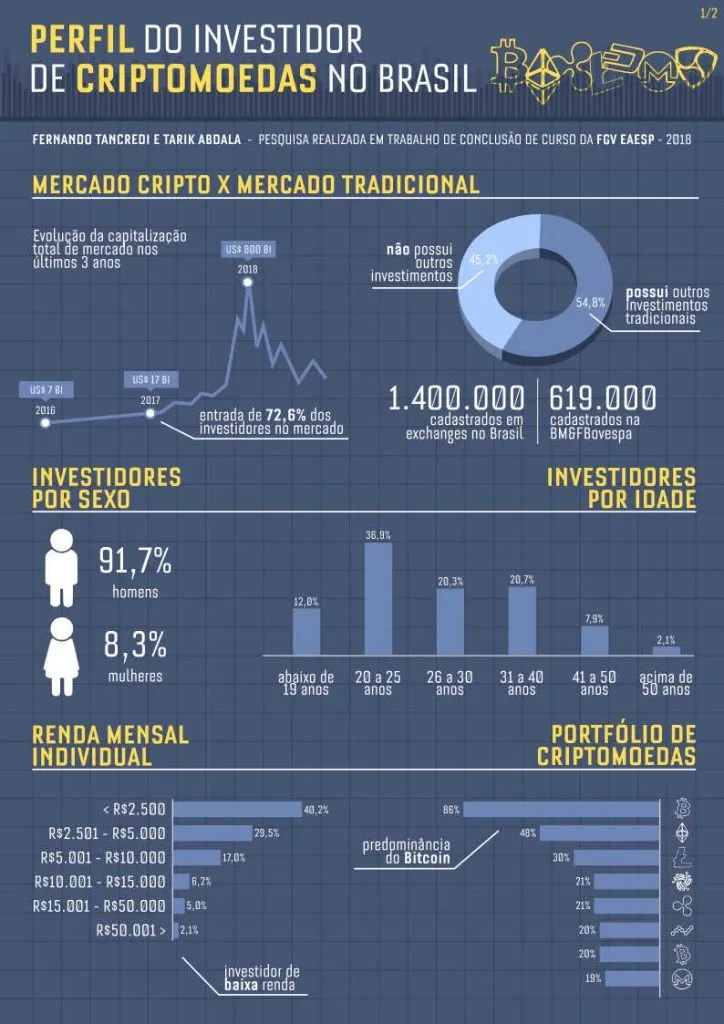 1/2
PERFIL DO INVESTIDOR
DE CRIPTOMOEDAS NO BRASIL
FERNANDO TANCREDI E TARIK ABDALA - PESQUISA REALIZADA EM TRABALHO DE CONCLUSÃO DE CURSO DA FGV EAESP - 2018
MERCADO CRIPTO X MERCADO TRADICIONAL
Evolução da capitalização
total de mercado nos
últimos 3 anos
US$ 800 BI
2018
US$ 17 BI
2017
US$ 7 BI
2016
entrada de 72,6% dos
investidores no mercado
não possui
outros
investimentos
45,2%
54,8%
possui outros
investimentos
tradicionais
1.400.000
cadastrados em
exchanges no Brasil
619.000
cadastrados na
BM&FBovespa
INVESTIDORES
POR SEXO
91,7%
homens
8,3%
mulheres
INVESTIDORES
POR IDADE
12,0%
36,9%
20,3%
20,7%
7,9%
2,1%
abaixo de
19 anos
20 a 25
anos
26 a 30
anos
31 a 40
anos
41 a 50
anos
acima de
50 anos
RENDA MENSAL
INDIVIDUAL
< R$2.500 40,2%
R$2.501 - R$5.000 29,5%
R$5.001 - R$10.000 17,0%
R$10.001 - R$15.000 6,2%
R$15.001 - R$50.000 5,0%
R$50.001 > 2,1%
investidor de
baixa renda
PORTFÓLIO DE
CRIPTOMOEDAS
86%
48%
30%
21%
21%
20%
20%
19%
predominância
do Bitcoin